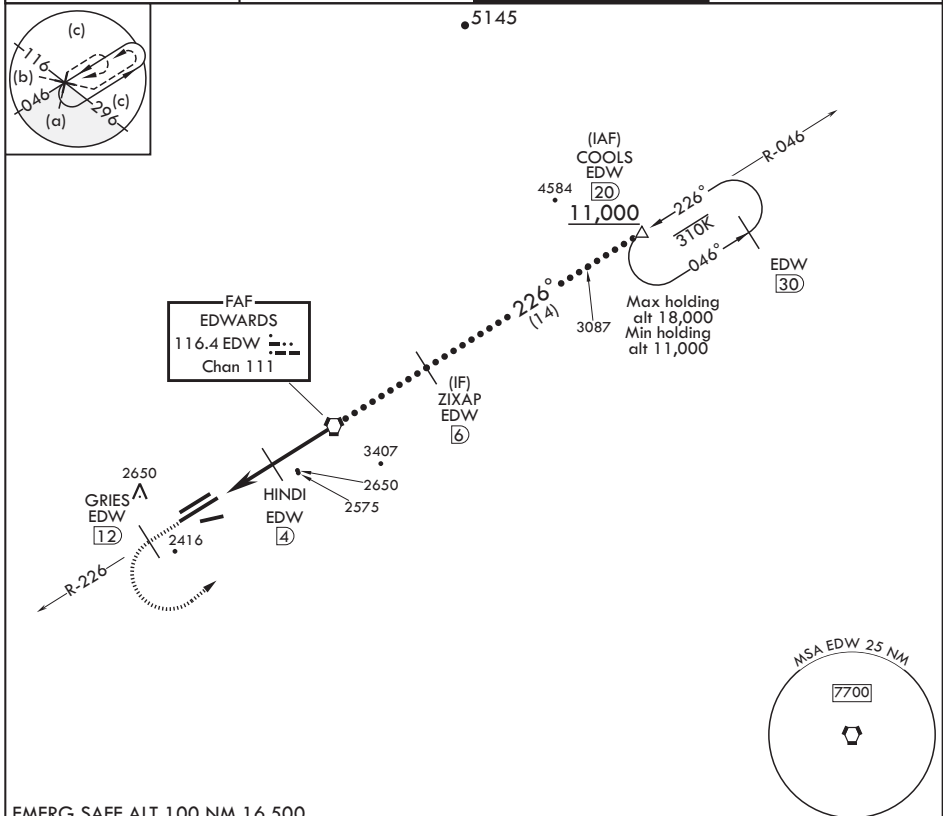 5145
(c)
116
(b)
046
(c)
(a)
296
(IAF)
COOLS
EDW
20
4584
11,000
R-046
226°
310K
046°
EDW
30
Max holding
alt 18,000
Min holding
alt 11,000
226°
(14)
3087
FAF
EDWARDS
116.4 EDW
Chan 111
(IF)
ZIXAP
EDW
6
3407
2650
2575
HINDI
EDW
4
2650
GRIES
EDW
12
2416
R-226
MSA EDW 25 NM
7700
EMERG SAFE ALT 100 NM 16,500